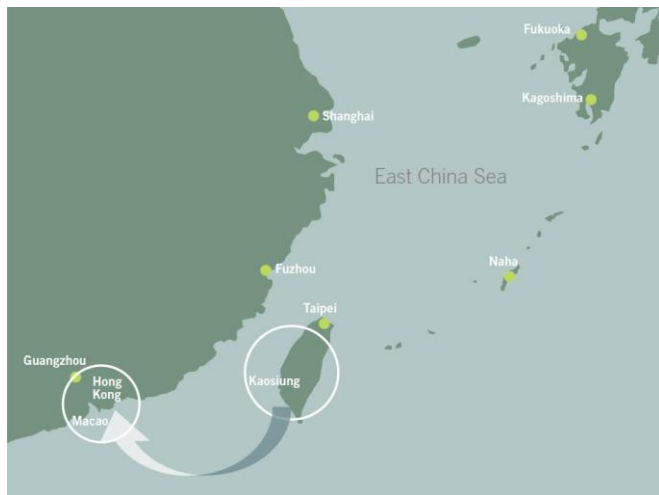 Fukuoka
Kagoshima
Shanghai
East China Sea
Naha
Fuzhou
Taipei
Guangzhou
Hong
Kong
Kaosiung
Macao